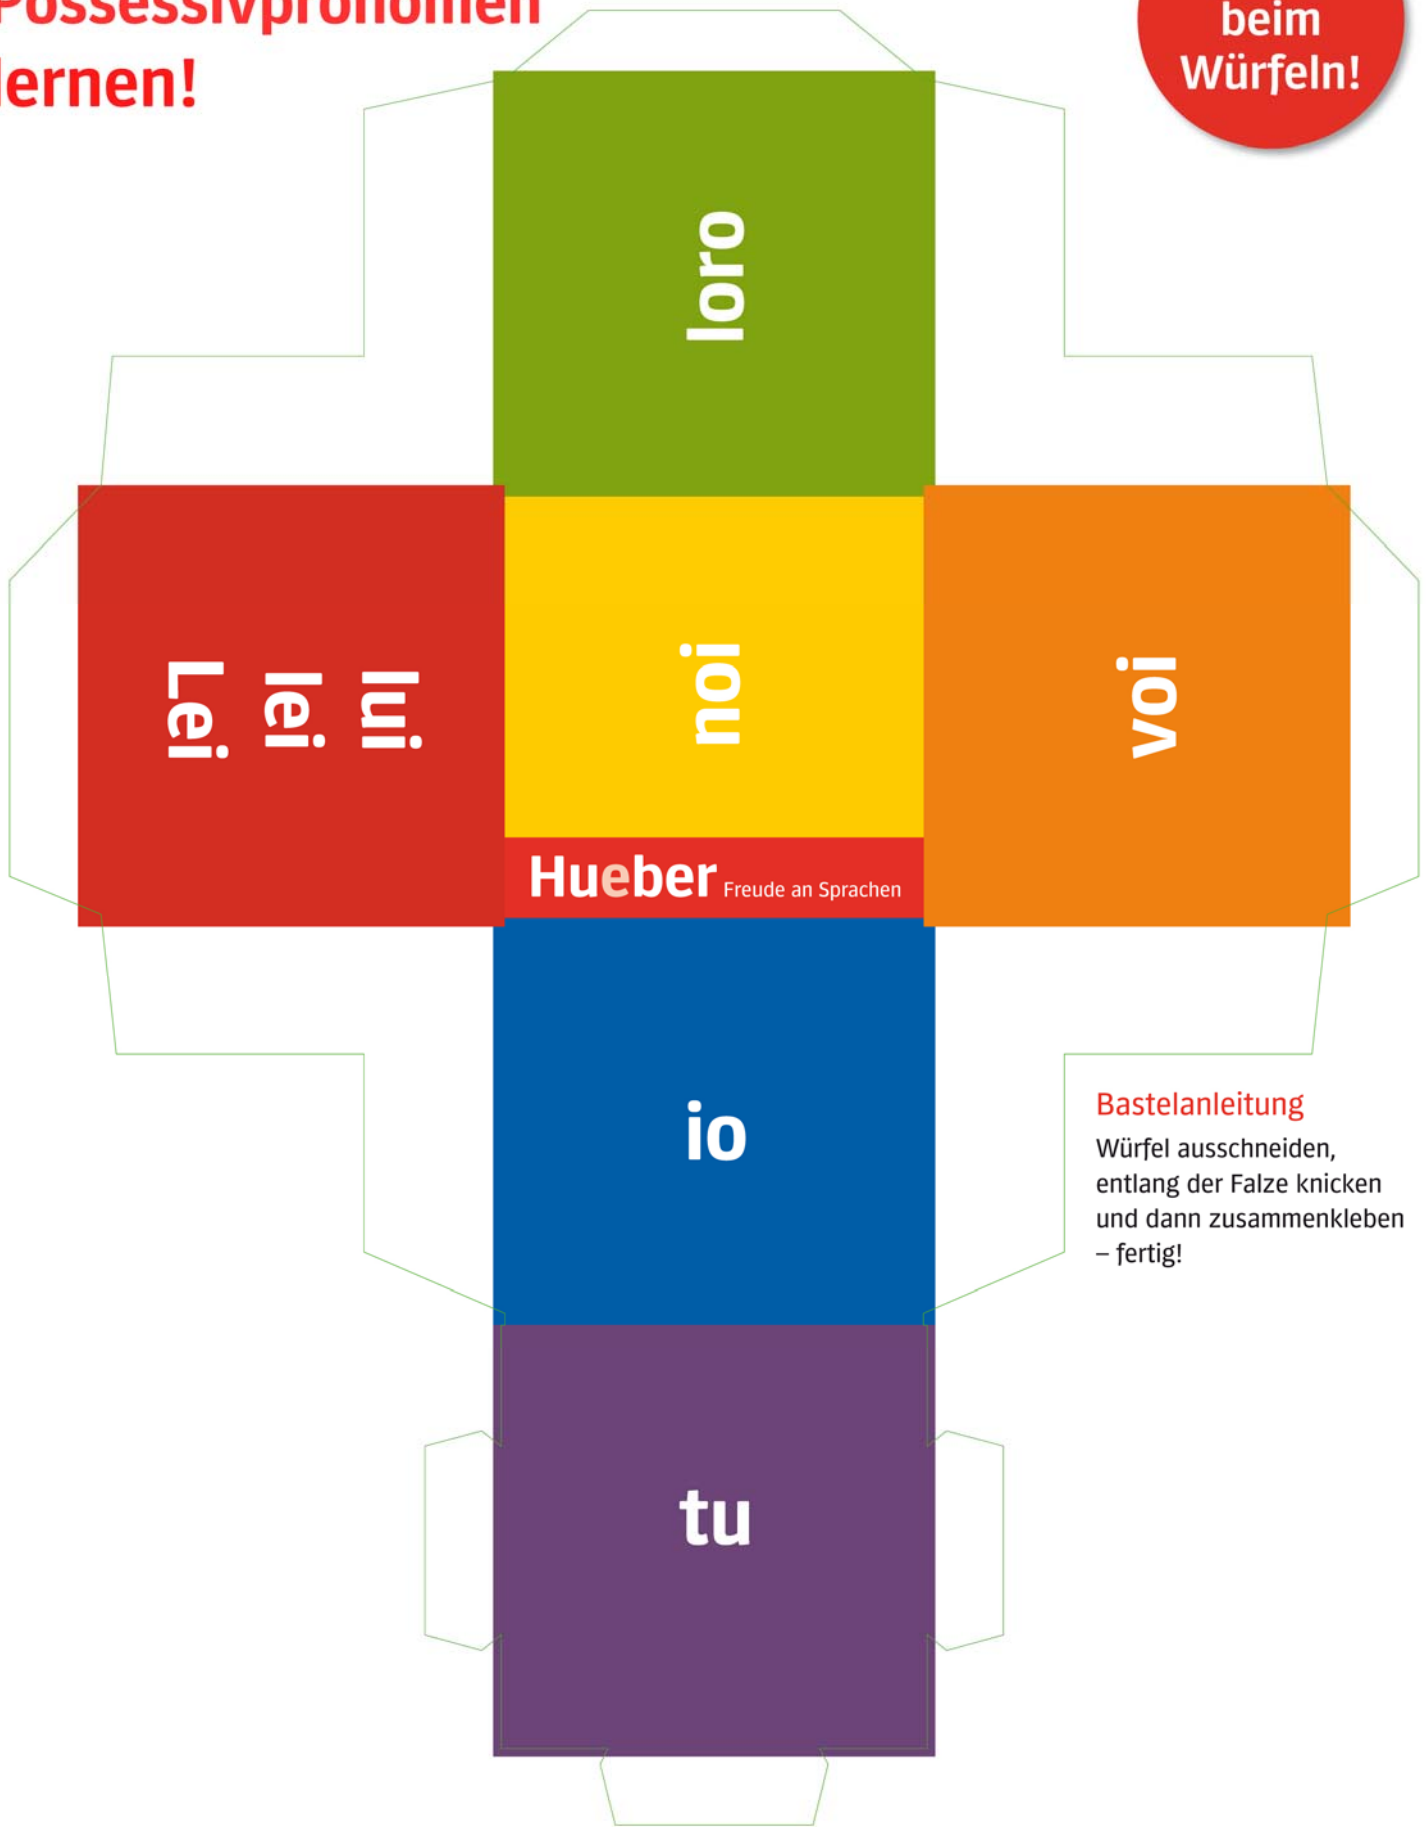 Possessivpronomen
lernen!
beim
Würfeln!
loro
lui
lei
Lei
noi
voi
Hueber Freude an Sprachen
io
Bastelanleitung
Würfel ausschneiden,
entlang der Falze knicken
und dann zusammenkleben
– fertig!
tu